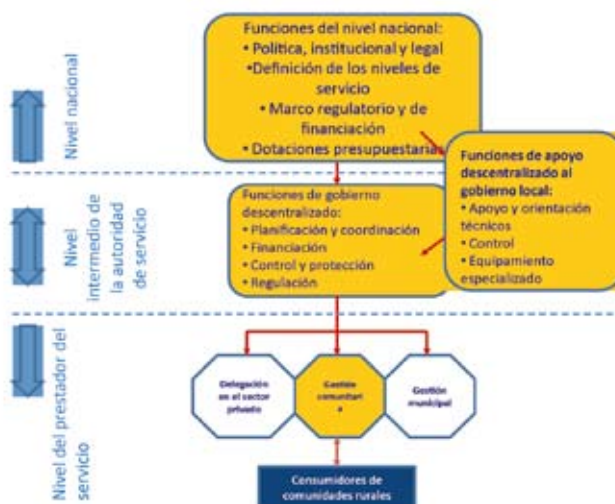 Nivel nacional
Funciones del nivel nacional:
• Política, institucional y legal
•Definición de los niveles de
servicio
• Marco regulatorio y de
financiación
• Dotaciones presupuestarias
Funciones de apoyo
descentralizado al
gobierno local:
• Apoyo y orientación
técnicos
• Control
• Equipamiento
especializado
Nivel
intermedio de
la autoridad
de servicio
Funciones de gobierno
descentralizado:
• Planificación y coordinación
• Financiación
• Control y protección
• Regulación
Nivel del prestador del
servicio
Delegación
en el sector
privado
Gestión
comunitari
a
Gestión
municipal
Consumidores de
comunidades rurales